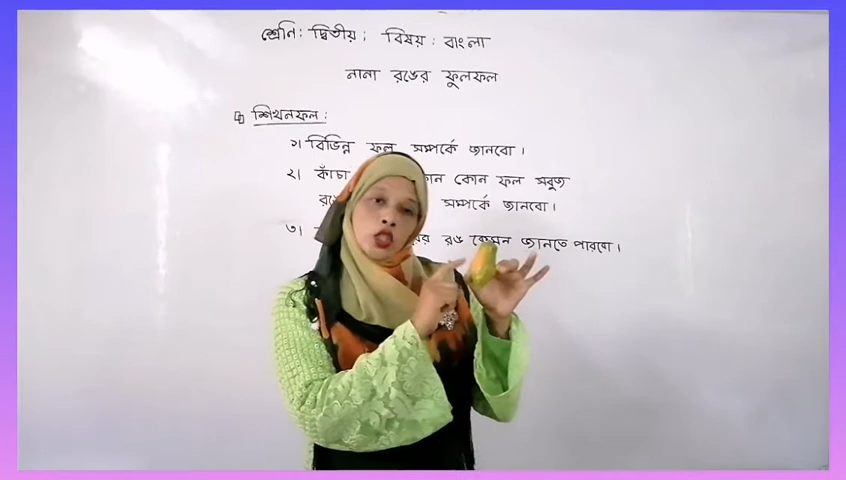 শ্রেনি: দ্বিতীয়; বিষয়: বাংলা
নানা রঙের ফুলফল
শিখনফল:
১। বিভিন্ন ফল সম্পর্কে জানবো।
২। কাঁচা কোন ফল সবুজ
সম্পর্কে জানবো।
৩। রঙ কেমন জানতে পারবো।